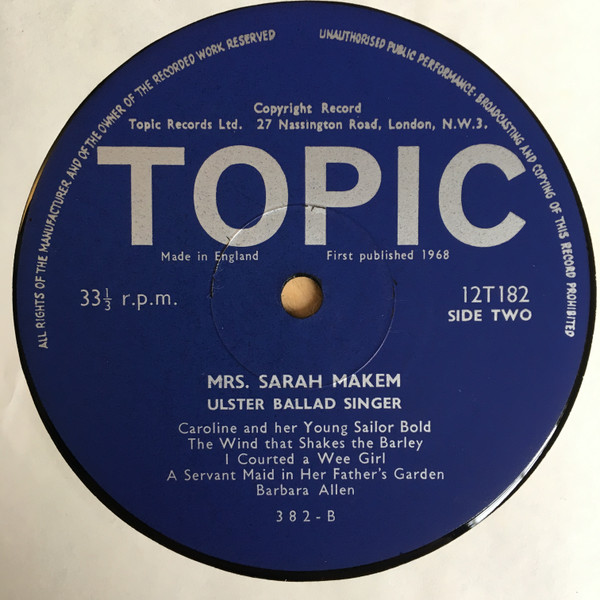 ALL RIGHTS OF THE MANUFACTURER AND OF THE OWNER OF THE RECORDED WORK RESERVED
UNAUTHORISED PUBLIC PERFORMANCE·BROADCASTING AND COPYING OF THIS RECORD PROHIBITED
Copyright Record
Topic Records Ltd. 27 Nassington Road, London, N.W.3.
TOPIC
Made in England First published 1968
33⅓ r.p.m. 12T182
SIDE TWO
MRS. SARAH MAKEM
ULSTER BALLAD SINGER
Caroline and her Young Sailor Bold
The Wind that Shakes the Barley
I Courted a Wee Girl
A Servant Maid in Her Father's Garden
Barbara Allen
382-B